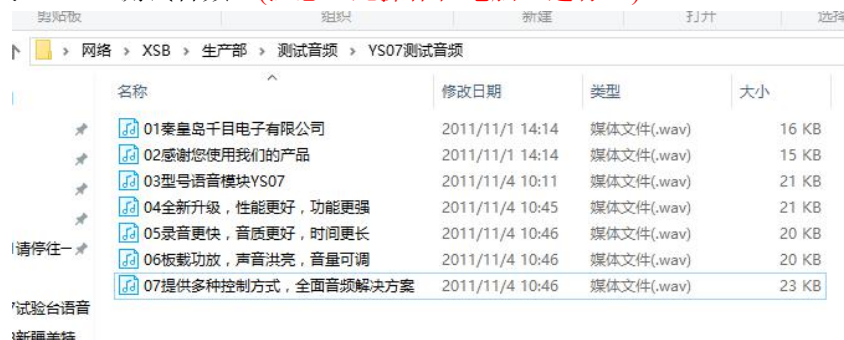 剪贴板 组织 新建 打开 选择
网络 > XSB > 生产部 > 测试音频 > YS07测试音频
名称 修改日期 类型 大小
01秦皇岛千目电子有限公司 2011/11/1 14:14 媒体文件(.wav) 16 KB
02感谢您使用我们的产品 2011/11/1 14:14 媒体文件(.wav) 15 KB
03型号语音模块YS07 2011/11/4 10:11 媒体文件(.wav) 21 KB
04全新升级，性能更好，功能更强 2011/11/4 10:45 媒体文件(.wav) 21 KB
05录音更快，音质更好，时间更长 2011/11/4 10:46 媒体文件(.wav) 20 KB
请停往一
06板载功放，声音洪亮，音量可调 2011/11/4 10:46 媒体文件(.wav) 20 KB
07提供多种控制方式，全面音频解决方案 2011/11/4 10:46 媒体文件(.wav) 23 KB
试验台语音